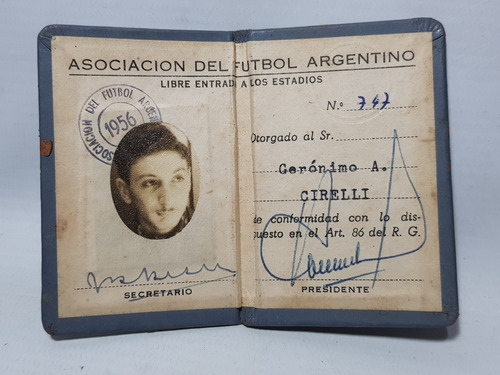 ASOCIACION DEL FUTBOL ARGENTINO
LIBRE ENTRADA A LOS ESTADIOS
ASOCIACION DEL FUTBOL ARGEN
1956
N.º 747
Otorgado al Sr.
Gerónimo A.
CIRELLI
de conformidad con lo dis-
puesto en el Art. 86 del R. G.
SECRETARIO
PRESIDENTE